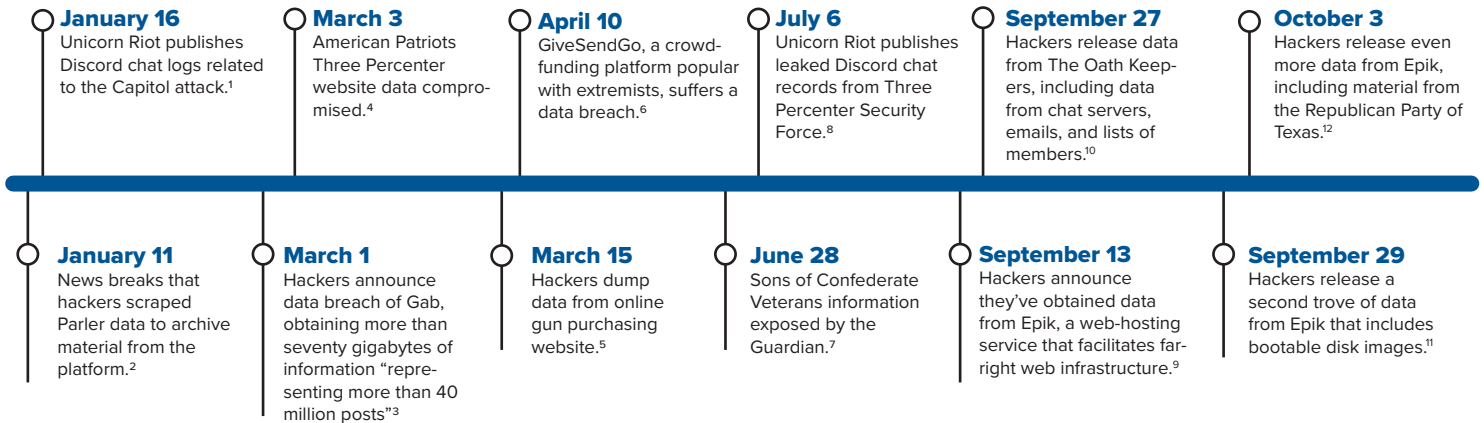 January 16
Unicorn Riot publishes
Discord chat logs related
to the Capitol attack.¹
March 3
American Patriots
Three Percenter
website data compro-
mised.⁴
April 10
GiveSendGo, a crowd-
funding platform popular
with extremists, suffers a
data breach.⁶
July 6
Unicorn Riot publishes
leaked Discord chat
records from Three
Percenter Security
Force.⁸
September 27
Hackers release data
from The Oath Keep-
ers, including data
from chat servers,
emails, and lists of
members.¹⁰
October 3
Hackers release even
more data from Epik,
including material from
the Republican Party of
Texas.¹²
January 11
News breaks that
hackers scraped
Parler data to archive
material from the
platform.²
March 1
Hackers announce
data breach of Gab,
obtaining more than
seventy gigabytes of
information “repre-
senting more than 40
million posts”³
March 15
Hackers dump
data from online
gun purchasing
website.⁵
June 28
Sons of Confederate
Veterans information
exposed by the
Guardian.⁷
September 13
Hackers announce
they’ve obtained data
from Epik, a web-hosting
service that facilitates far-
right web infrastructure.⁹
September 29
Hackers release a
second trove of data
from Epik that includes
bootable disk images.¹¹